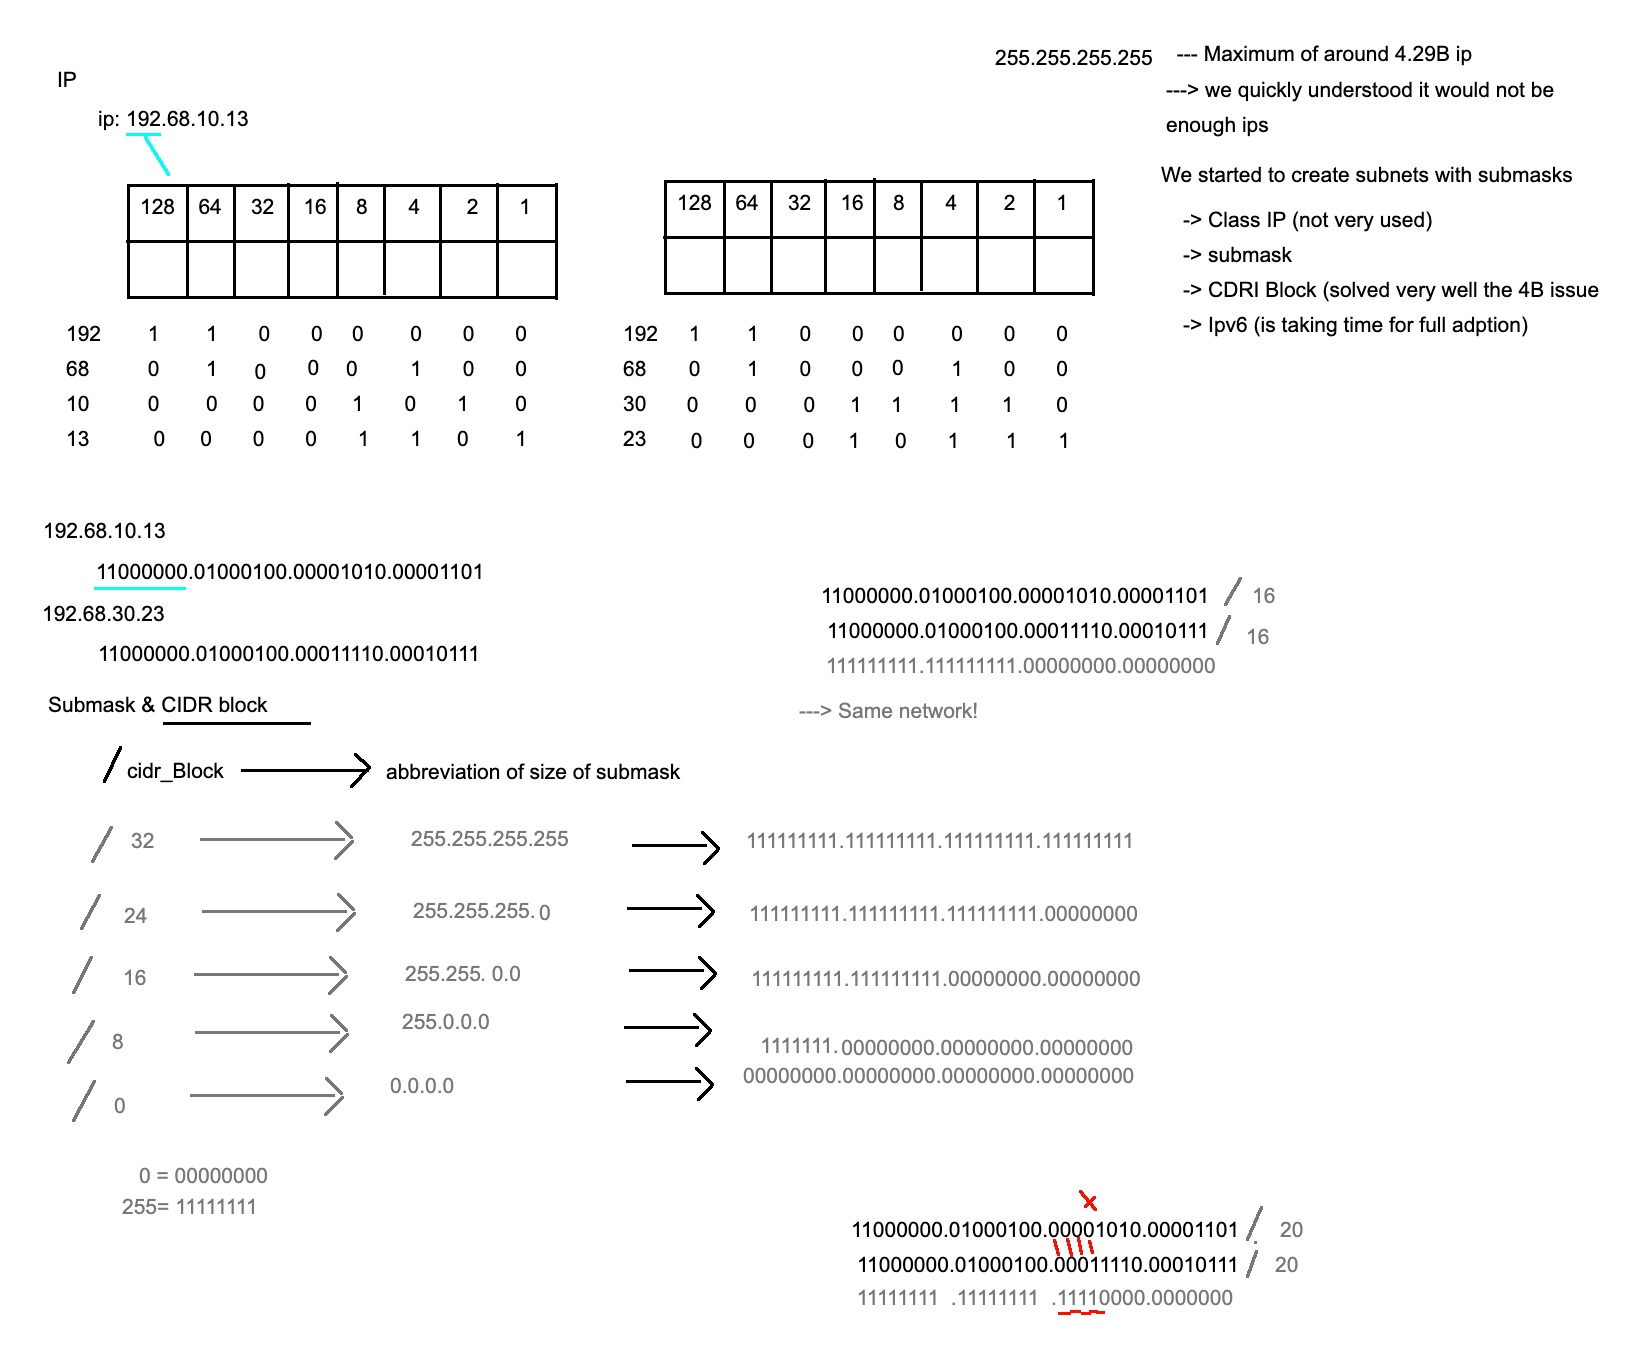 IP
ip: 192.68.10.13
128 64 32 16 8 4 2 1
192 1 1 0 0 0 0 0 0
68 0 1 0 0 0 1 0 0
10 0 0 0 0 1 0 1 0
13 0 0 0 0 1 1 0 1
128 64 32 16 8 4 2 1
192 1 1 0 0 0 0 0 0
68 0 1 0 0 0 1 0 0
30 0 0 0 1 1 1 1 0
23 0 0 0 1 0 1 1 1
255.255.255.255 --- Maximum of around 4.29B ip
---> we quickly understood it would not be
enough ips
We started to create subnets with submasks
-> Class IP (not very used)
-> submask
-> CDRI Block (solved very well the 4B issue
-> Ipv6 (is taking time for full adption)
192.68.10.13
11000000.01000100.00001010.00001101
192.68.30.23
11000000.01000100.00011110.00010111
11000000.01000100.00001010.00001101 / 16
11000000.01000100.00011110.00010111 / 16
111111111.111111111.00000000.00000000
---> Same network!
Submask & CIDR block
/ cidr_Block abbreviation of size of submask
/ 32 255.255.255.255 111111111.111111111.111111111.111111111
/ 24 255.255.255.0 111111111.111111111.111111111.00000000
/ 16 255.255. 0.0 111111111.111111111.00000000.00000000
/ 8 255.0.0.0 1111111.00000000.00000000.00000000
/ 0 0.0.0.0 00000000.00000000.00000000.00000000
0 = 00000000
255= 11111111
x
11000000.01000100.00001010.00001101 / 20
11000000.01000100.00011110.00010111 / 20
11111111 .11111111 .11110000.0000000